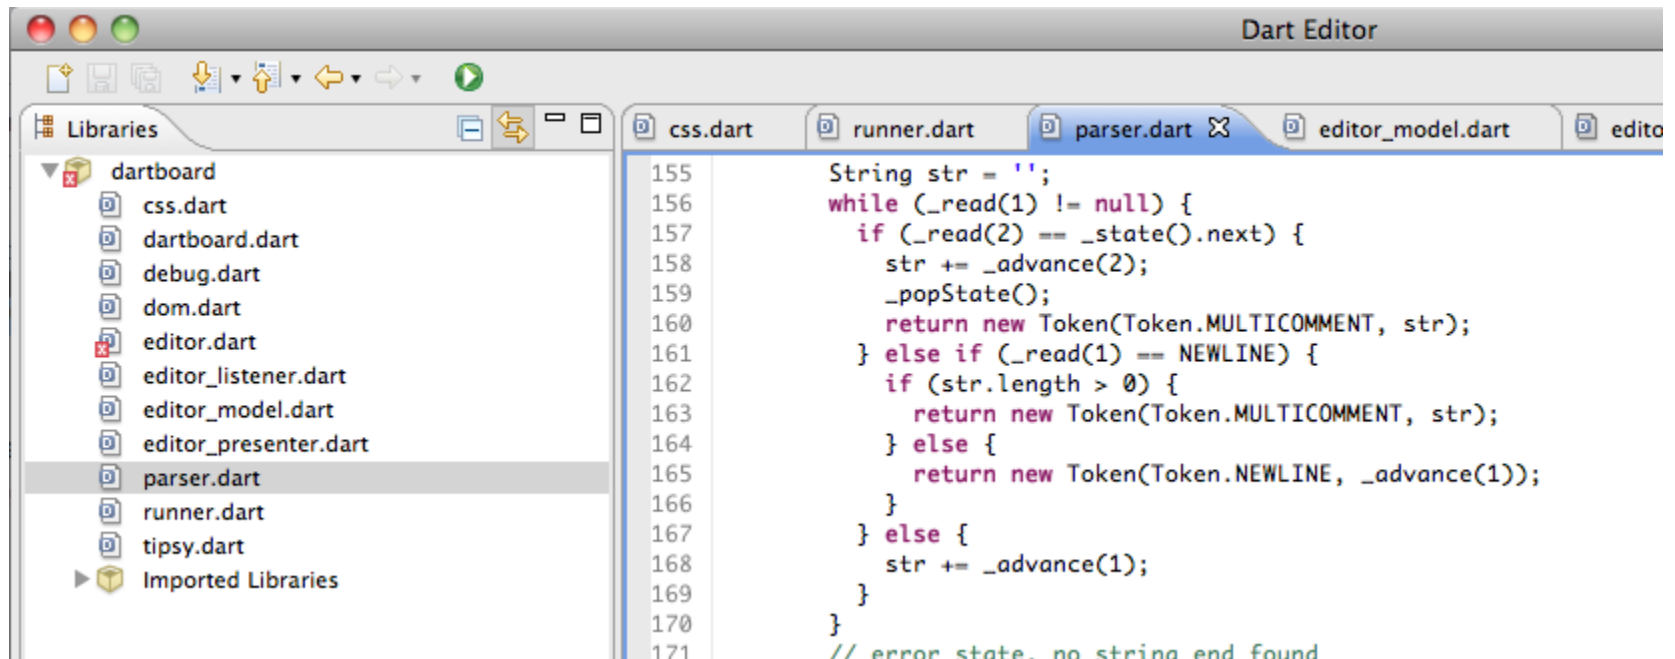 Dart Editor
Libraries
dartboard
css.dart
dartboard.dart
debug.dart
dom.dart
editor.dart
editor_listener.dart
editor_model.dart
editor_presenter.dart
parser.dart
runner.dart
tipsy.dart
Imported Libraries
css.dart runner.dart parser.dart editor_model.dart edito
155 String str = '';
156 while (_read(1) != null) {
157 if (_read(2) == _state().next) {
158 str += _advance(2);
159 _popState();
160 return new Token(Token.MULTICOMMENT, str);
161 } else if (_read(1) == NEWLINE) {
162 if (str.length > 0) {
163 return new Token(Token.MULTICOMMENT, str);
164 } else {
165 return new Token(Token.NEWLINE, _advance(1));
166 }
167 } else {
168 str += _advance(1);
169 }
170 }
171 // error state, no string end found